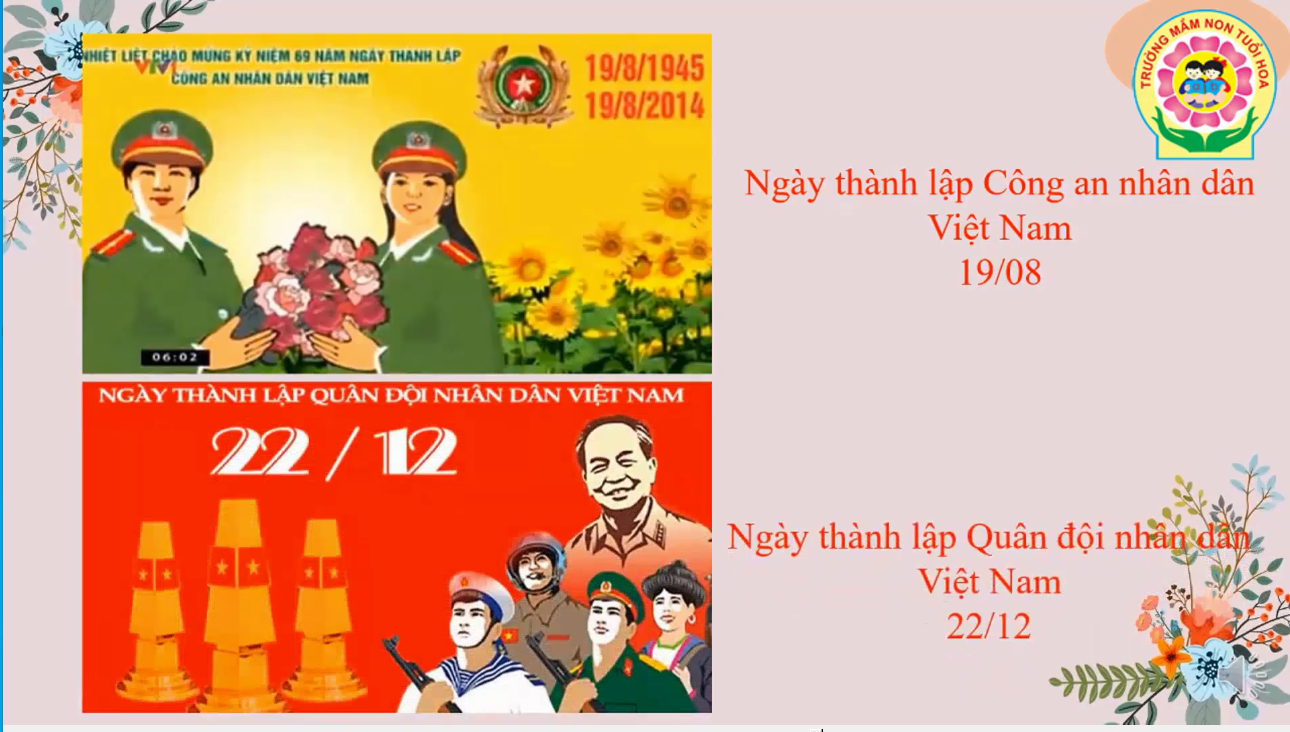 NHIỆT LIỆT CHÀO MỪNG KỶ NIỆM 69 NĂM NGÀY THÀNH LẬP
CÔNG AN NHÂN DÂN VIỆT NAM
19/8/1945
19/8/2014
06:02
TRƯỜNG MẦM NON TUỔI HOA
Ngày thành lập Công an nhân dân
Việt Nam
19/08
NGÀY THÀNH LẬP QUÂN ĐỘI NHÂN DÂN VIỆT NAM
22/12
Ngày thành lập Quân đội nhân dân
Việt Nam
22/12